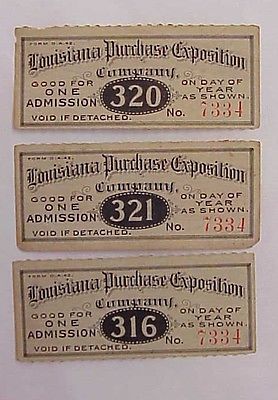 FORM D-A-42.
Louisiana Purchase Exposition
Company.
GOOD FOR ONE ADMISSION
320
ON DAY OF YEAR AS SHOWN.
VOID IF DETACHED.
No. 7334
FORM D-A-42.
Louisiana Purchase Exposition
Company.
GOOD FOR ONE ADMISSION
321
ON DAY OF YEAR AS SHOWN.
VOID IF DETACHED.
No. 7334
FORM D-A-42.
Louisiana Purchase Exposition
Company.
GOOD FOR ONE ADMISSION
316
ON DAY OF YEAR AS SHOWN.
VOID IF DETACHED.
No. 7334